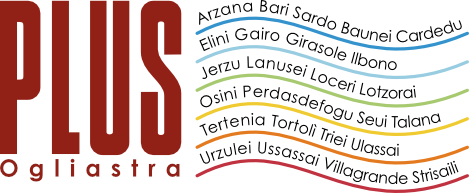 PLUS
Ogliastra
Arzana Bari Sardo Baunei Cardedu
Elini Gairo Girasole Ilbono
Jerzu Lanusei Loceri Lotzorai
Osini Perdasdefogu Seui Talana
Tertenia Tortolì Triei Ulassai
Urzulei Ussassai Villagrande Strisaili